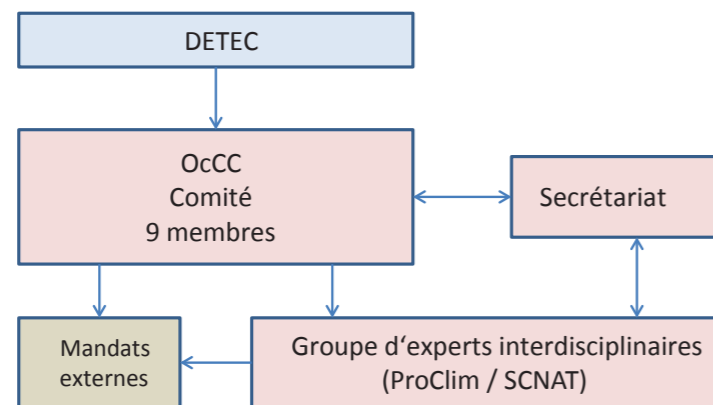 DETEC
OcCC
Comité
9 membres
Secrétariat
Mandats
externes
Groupe d‘experts interdisciplinaires
(ProClim / SCNAT)